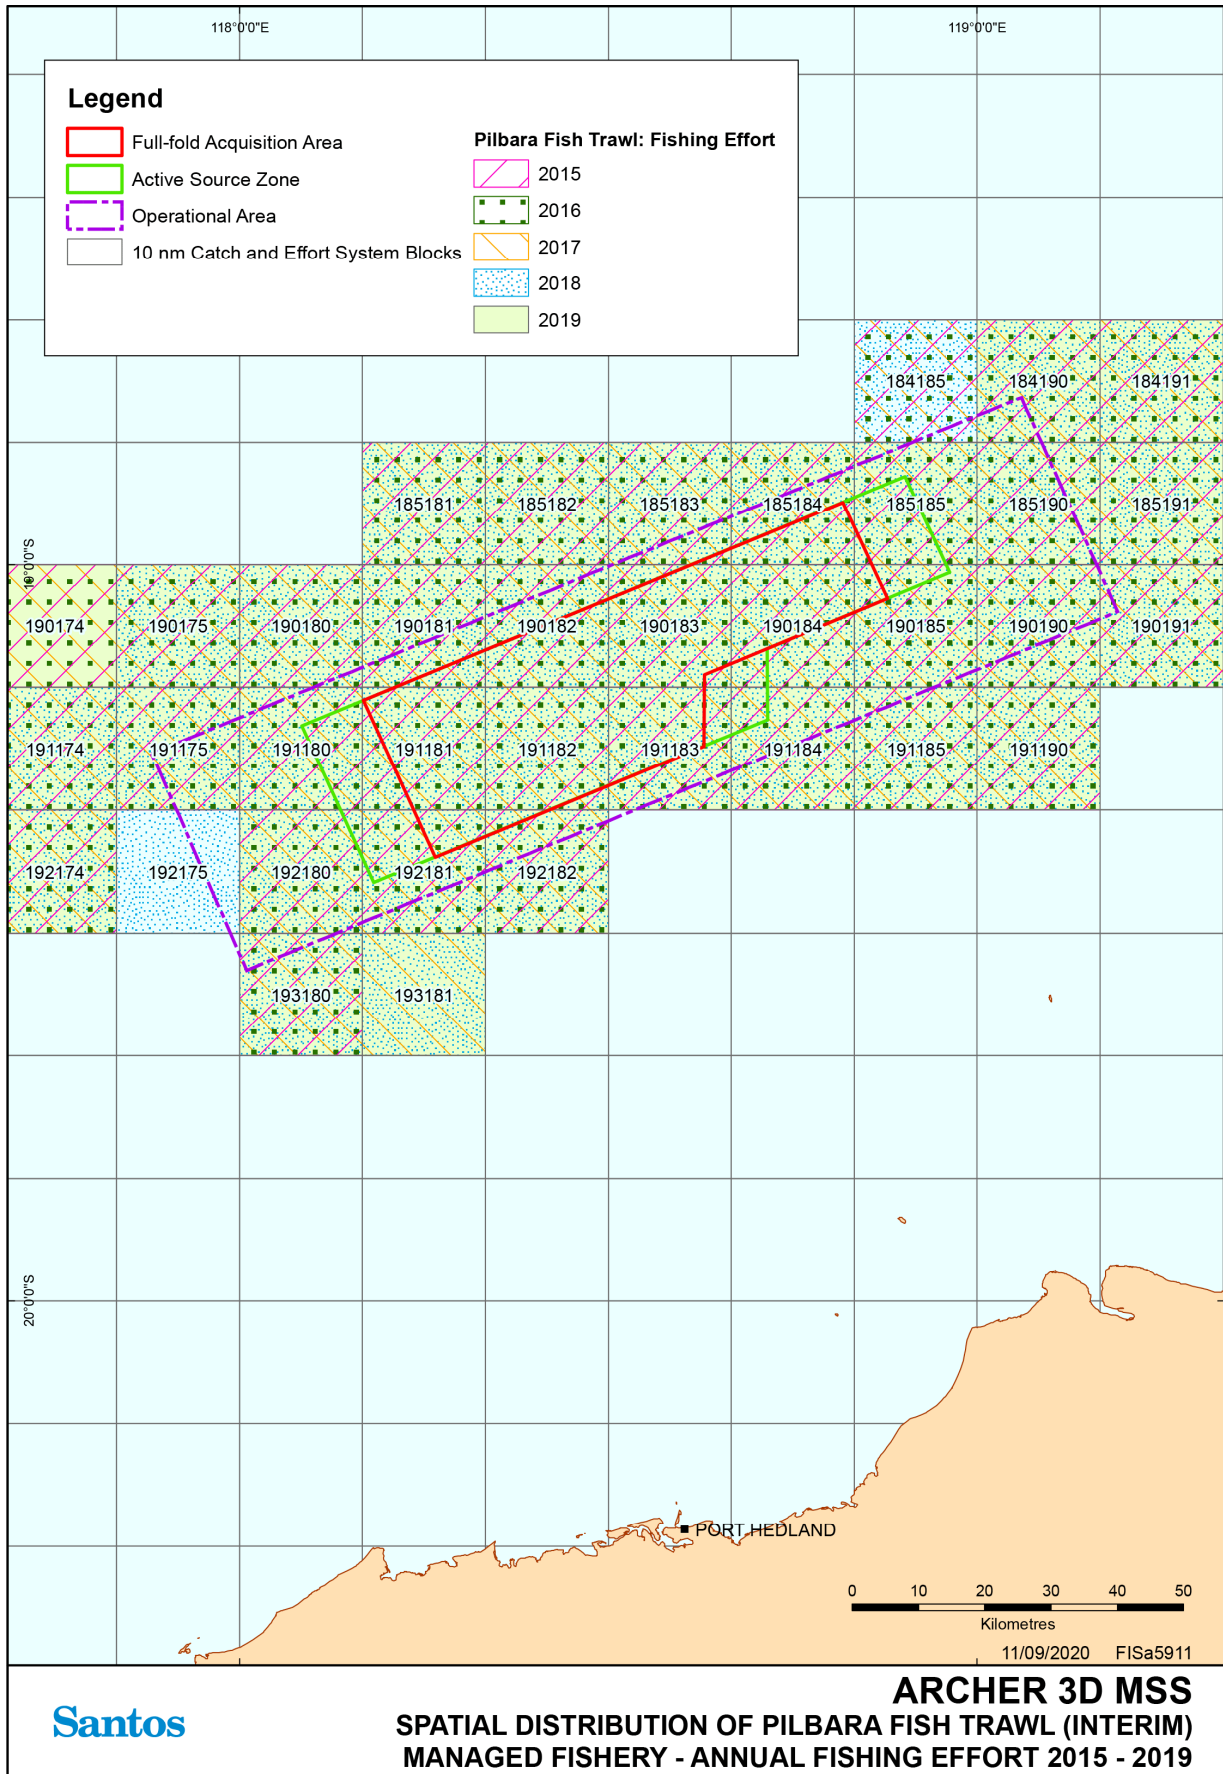 118°0'0"E
119°0'0"E
Legend
Full-fold Acquisition Area
Active Source Zone
Operational Area
10 nm Catch and Effort System Blocks
Pilbara Fish Trawl: Fishing Effort
2015
2016
2017
2018
2019
184185
184190
184191
185181
185182
185183
185184
185185
185190
185191
190174
190175
190180
190181
190182
190183
190184
190185
190190
190191
191174
191175
191180
191181
191182
191183
191184
191185
191190
192174
192175
192180
192181
192182
193180
193181
20°0'0"S
PORT HEDLAND
0 10 20 30 40 50
Kilometres
11/09/2020 FISa5911
Santos
ARCHER 3D MSS
SPATIAL DISTRIBUTION OF PILBARA FISH TRAWL (INTERIM)
MANAGED FISHERY - ANNUAL FISHING EFFORT 2015 - 2019